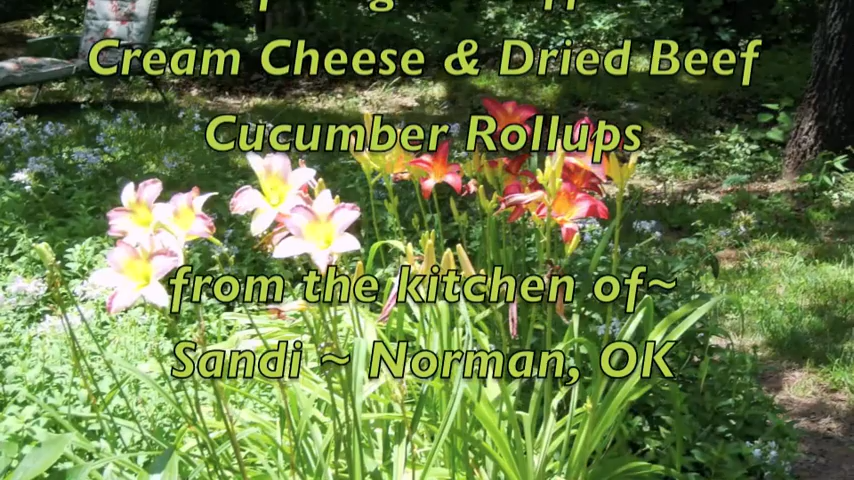 Cream Cheese & Dried Beef
Cucumber Rollups
from the kitchen of~
Sandi ~ Norman, OK